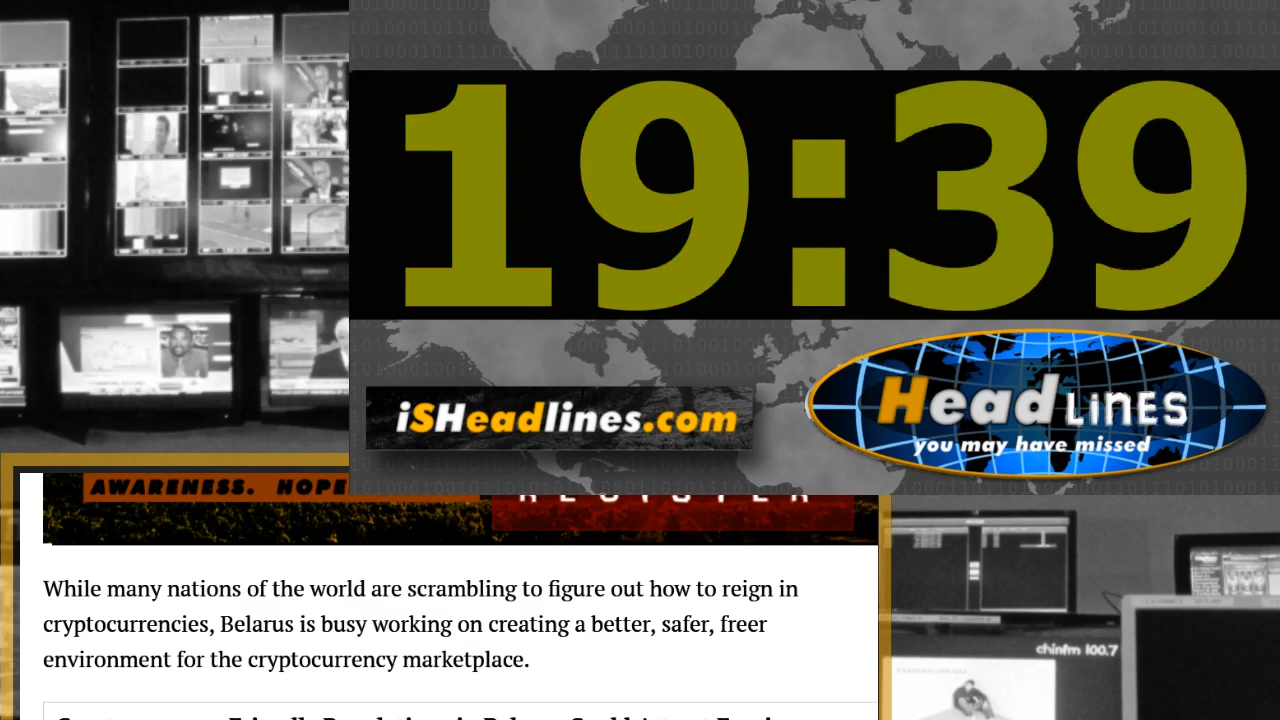 19:39
iSHeadlines.com
HeadLINES
you may have missed
AWARENESS. HOPE
While many nations of the world are scrambling to figure out how to reign in
cryptocurrencies, Belarus is busy working on creating a better, safer, freer
environment for the cryptocurrency marketplace.
chinfm 100.7